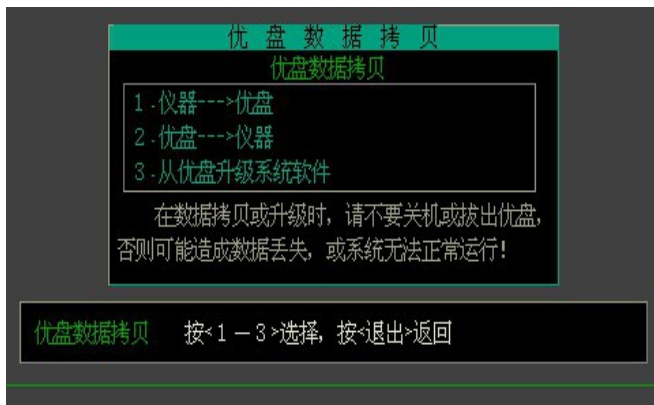 优盘数据拷贝
优盘数据拷贝
1.仪器--->优盘
2.优盘--->仪器
3.从优盘升级系统软件
在数据拷贝或升级时，请不要关机或拔出优盘，
否则可能造成数据丢失，或系统无法正常运行!
优盘数据拷贝 按<1－3>选择，按<退出>返回